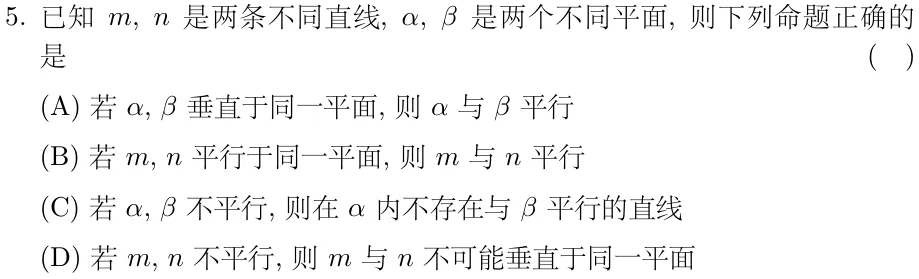 5. 已知 m, n 是两条不同直线, α, β 是两个不同平面, 则下列命题正确的
是 ( )
(A) 若 α, β 垂直于同一平面, 则 α 与 β 平行
(B) 若 m, n 平行于同一平面, 则 m 与 n 平行
(C) 若 α, β 不平行, 则在 α 内不存在与 β 平行的直线
(D) 若 m, n 不平行, 则 m 与 n 不可能垂直于同一平面